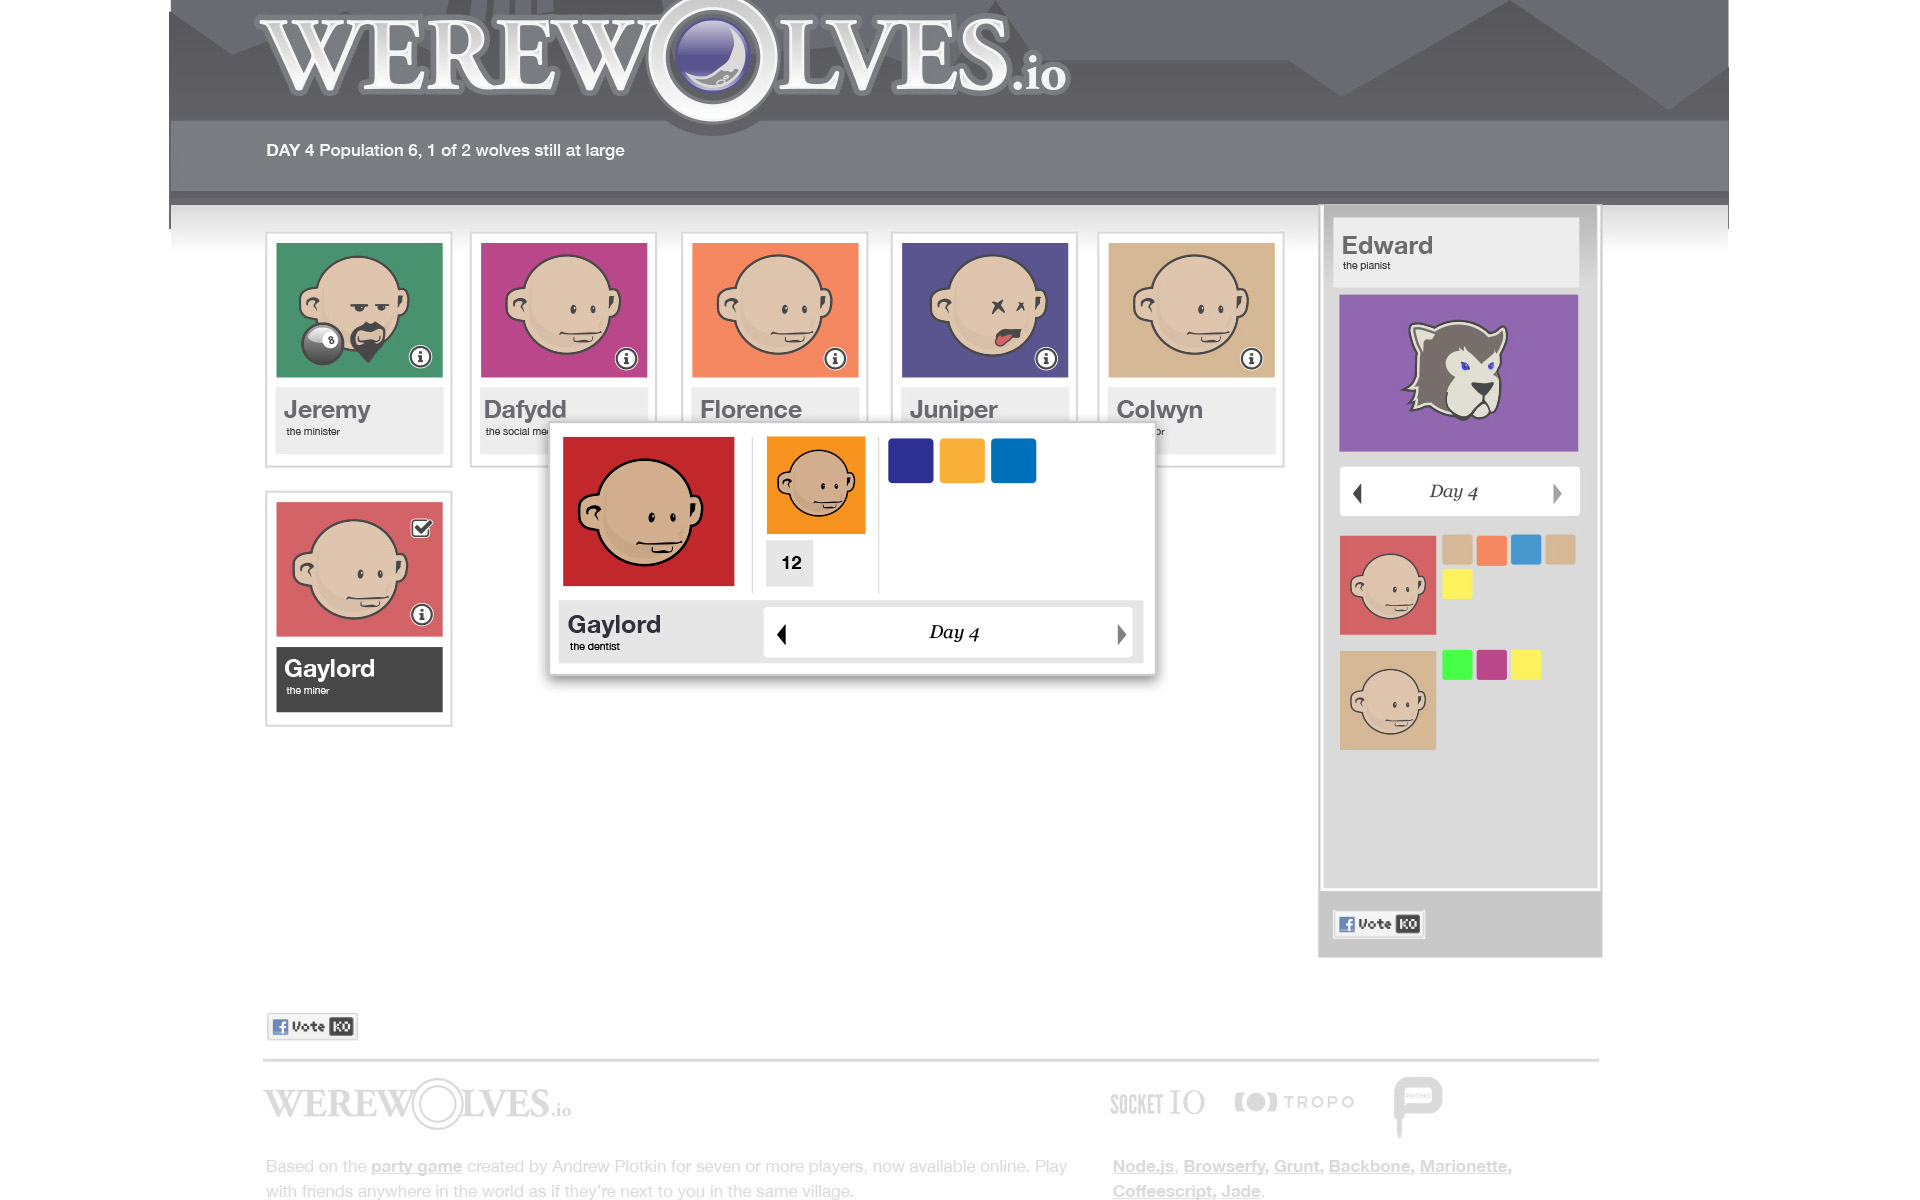 WEREWOLVES.io
DAY 4 Population 6, 1 of 2 wolves still at large
Edward
the pianist
8
Jeremy
the minister
Dafydd
the social me
Florence
Juniper
Colwyn
or
Day 4
12
Gaylord
the dentist
Day 4
Gaylord
the miner
f Vote KO
f Vote KO
WEREWOLVES.io
SOCKET IO
TROPO
PHONO
Based on the party game created by Andrew Plotkin for seven or more players, now available online. Play
with friends anywhere in the world as if they're next to you in the same village.
Node.js, Browserfy, Grunt, Backbone, Marionette,
Coffeescript, Jade.